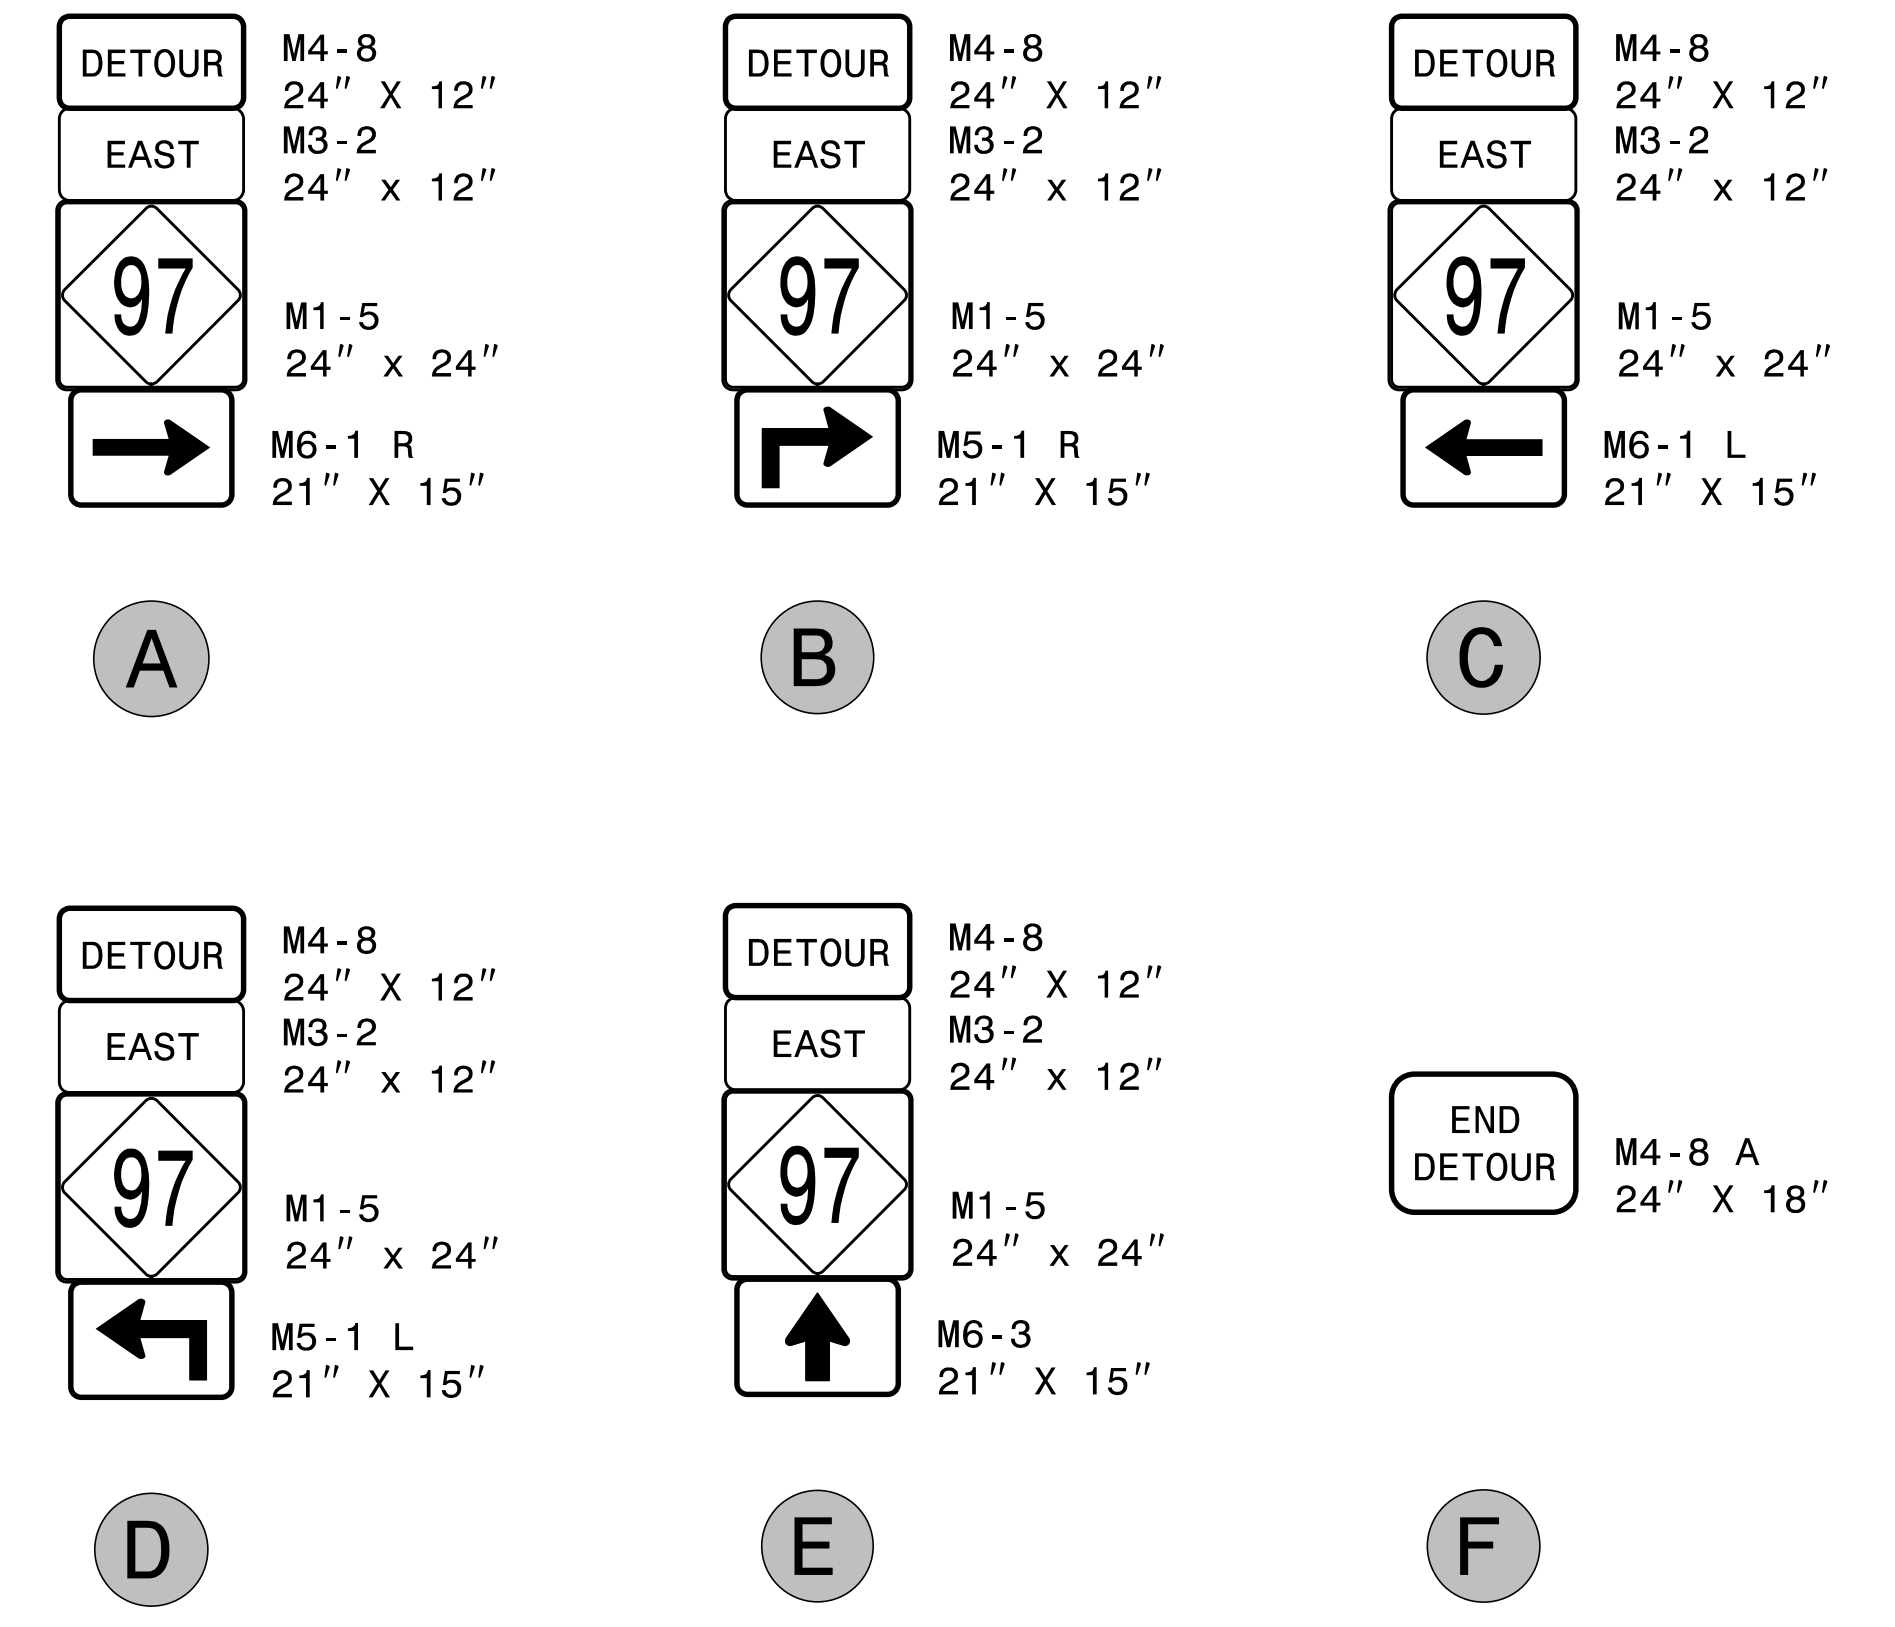 DETOUR
M4-8
24" X 12"
EAST
M3-2
24" x 12"
97
M1-5
24" x 24"
M6-1 R
21" X 15"
A
DETOUR
M4-8
24" X 12"
EAST
M3-2
24" x 12"
97
M1-5
24" x 24"
M5-1 R
21" X 15"
B
DETOUR
M4-8
24" X 12"
EAST
M3-2
24" x 12"
97
M1-5
24" x 24"
M6-1 L
21" X 15"
C
DETOUR
M4-8
24" X 12"
EAST
M3-2
24" x 12"
97
M1-5
24" x 24"
M5-1 L
21" X 15"
D
DETOUR
M4-8
24" X 12"
EAST
M3-2
24" x 12"
97
M1-5
24" x 24"
M6-3
21" X 15"
E
END
DETOUR
M4-8 A
24" X 18"
F